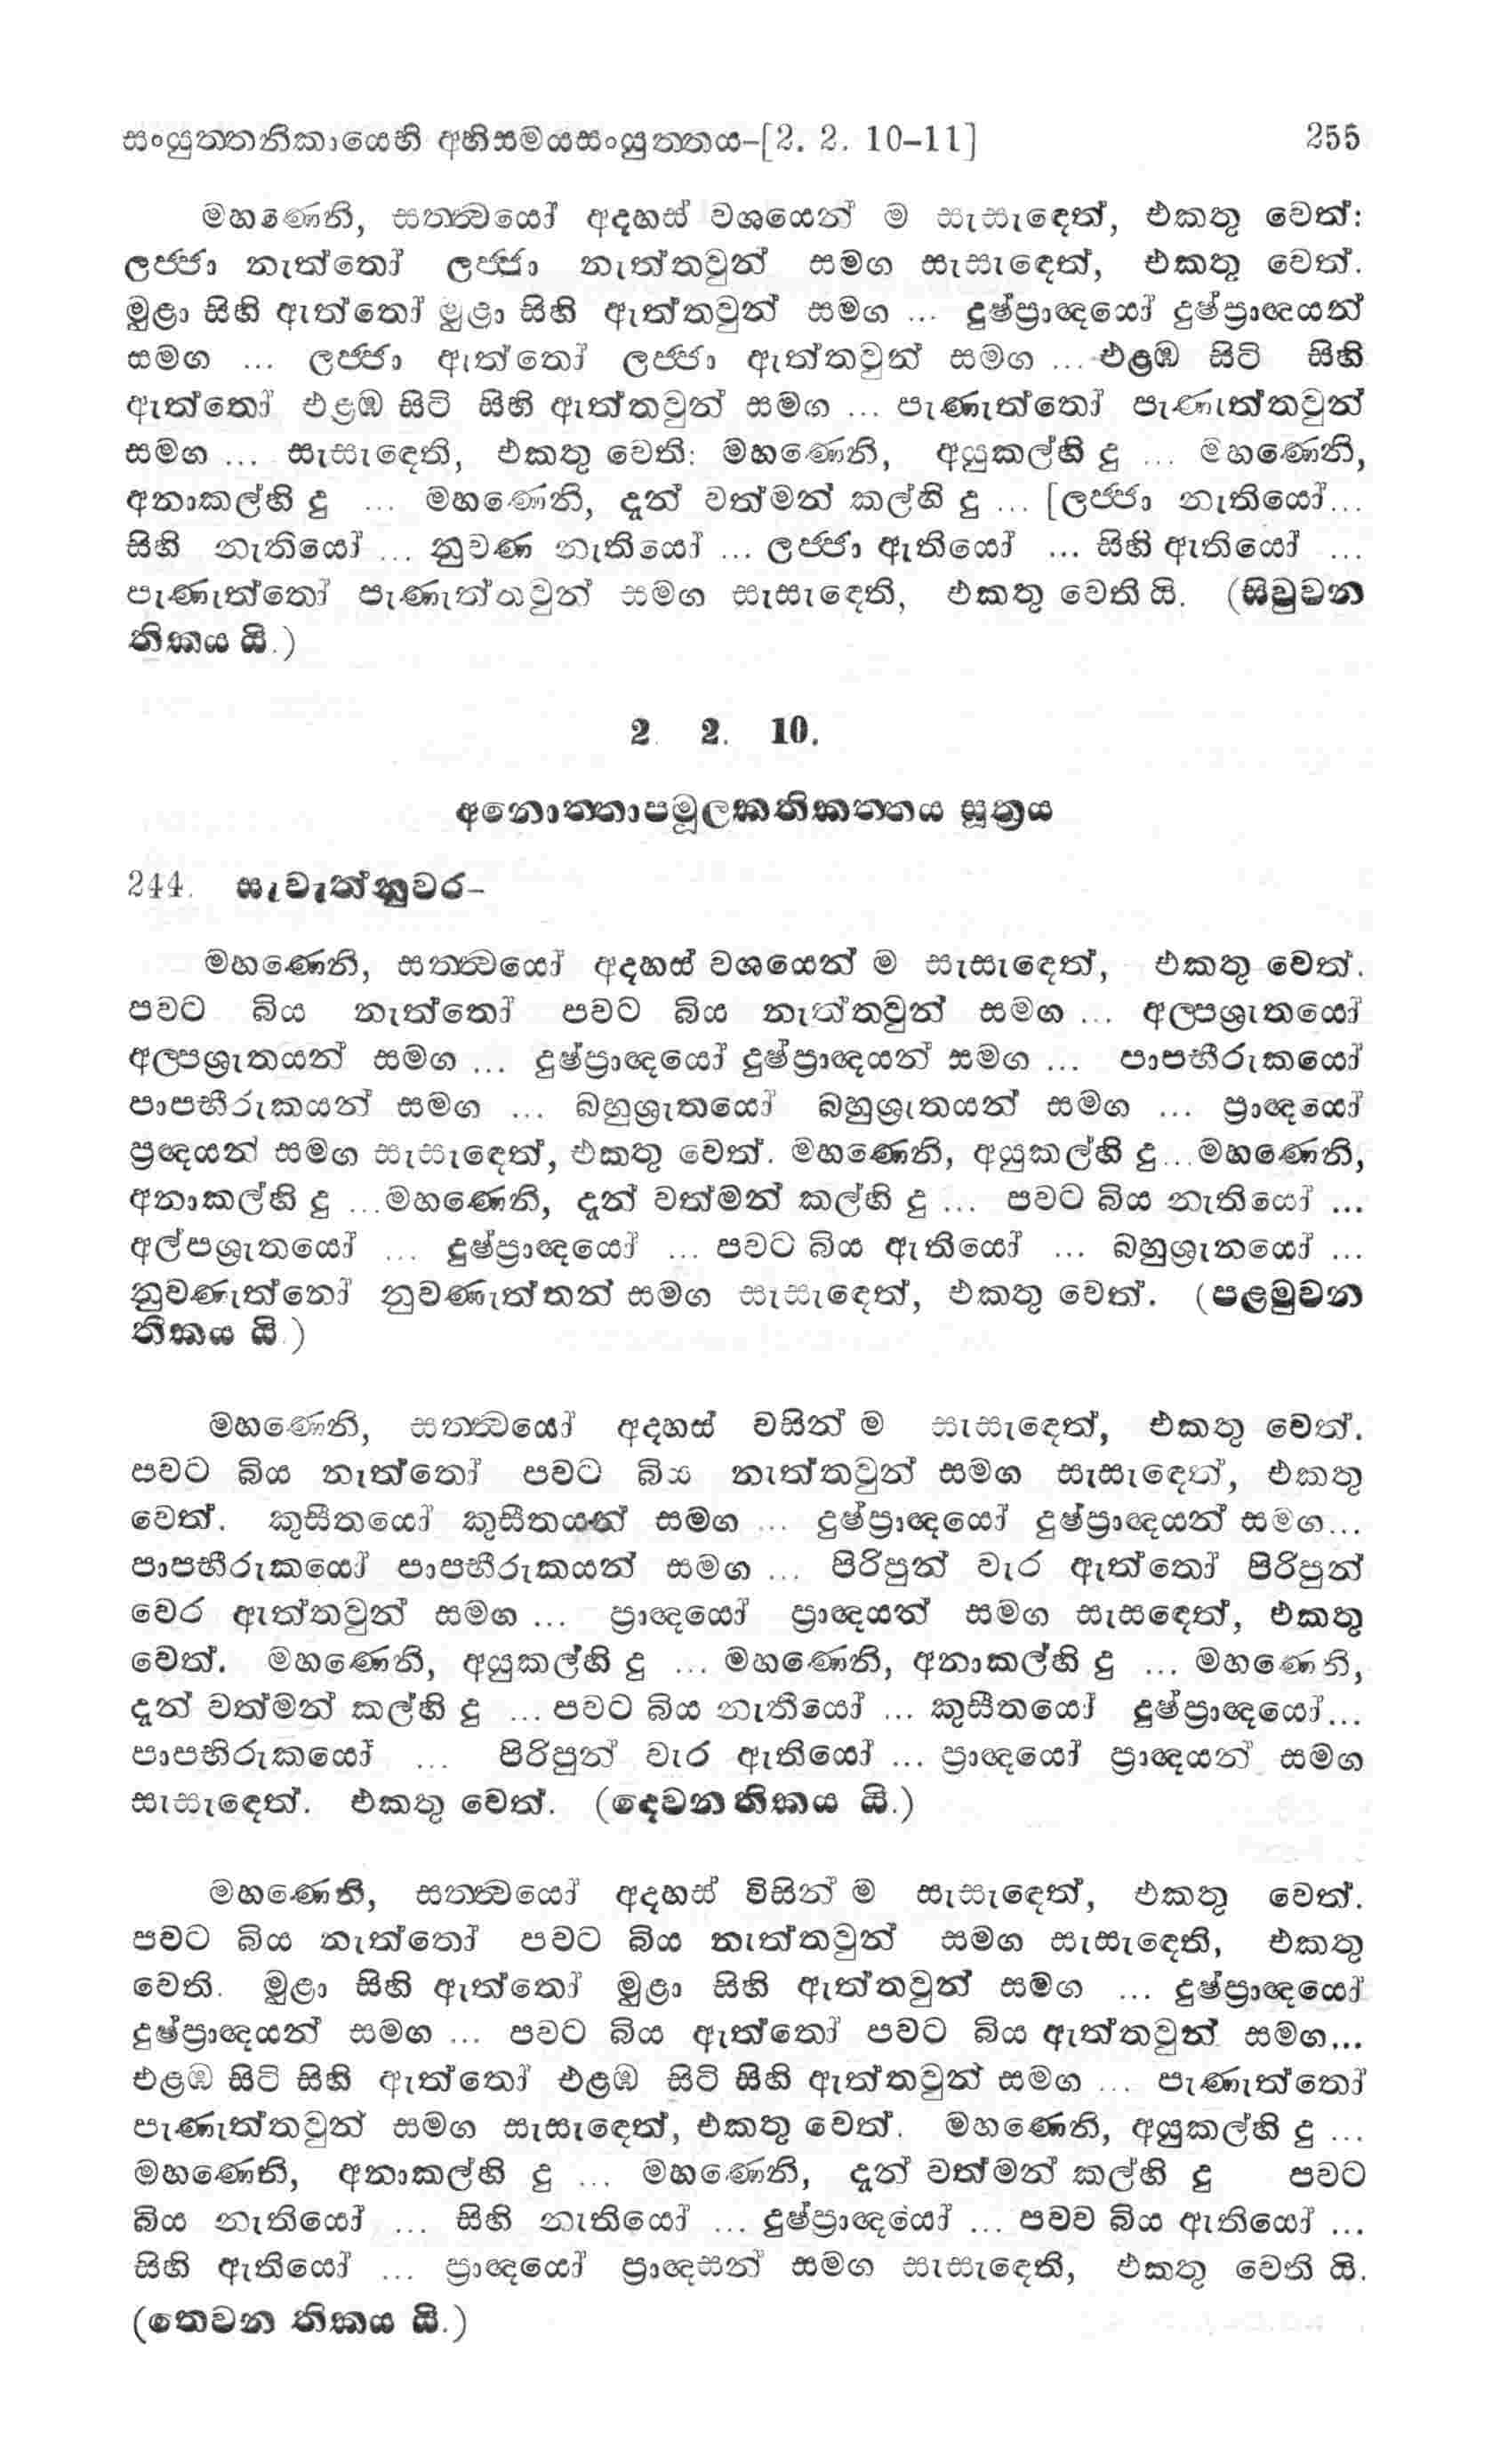 සංයුත්තනිකායෙහි අභිසමයසංයුත්තය-[2. 2. 10-11] 255
මහණෙනි, සත්ත්වයෝ අදහස් වශයෙන් ම සැසැඳෙත්, එකතු වෙත්:
ලජ්ජා නැත්තෝ ලජ්ජා නැත්තවුන් සමග සැසැඳෙත්, එකතු වෙත්.
මුළා සිහි ඇත්තෝ මුළා සිහි ඇත්තවුන් සමග ... දුෂ්ප්‍රාඥයෝ දුෂ්ප්‍රාඥයන්
සමග ... ලජ්ජා ඇත්තෝ ලජ්ජා ඇත්තවුන් සමග ... එළඹ සිටි සිහි
ඇත්තෝ එළඹ සිටි සිහි ඇත්තවුන් සමග ... පැණැත්තෝ පැණැත්තවුන්
සමග ... සැසැඳෙති, එකතු වෙති: මහණෙනි, අයුකල්හි දු ... මහණෙනි,
අනාකල්හි දු ... මහණෙනි, දැන් වත්මන් කල්හි දු ... [ලජ්ජා නැතියෝ...
සිහි නැතියෝ ... නුවණ නැතියෝ ... ලජ්ජා ඇතියෝ ... සිහි ඇතියෝ ...
පැණැත්තෝ පැණැත්තවුන් සමග සැසැඳෙති, එකතු වෙති යි. (සිවුවන
තිකය යි.)
2. 2. 10.
අනොත්තාපමූලකතිකත්තය සූත්‍රය
244. සැවැත්නුවර-
මහණෙනි, සත්ත්වයෝ අදහස් වශයෙන් ම සැසැඳෙත්, එකතු වෙත්.
පවට බිය නැත්තෝ පවට බිය නැත්තවුන් සමග ... අල්පශ්‍රැතයෝ
අල්පශ්‍රැතයන් සමග ... දුෂ්ප්‍රාඥයෝ දුෂ්ප්‍රාඥයන් සමග ... පාපභීරුකයෝ
පාපභීරුකයන් සමග ... බහුශ්‍රැතයෝ බහුශ්‍රැතයන් සමග ... ප්‍රාඥයෝ
ප්‍රඥයන් සමග සැසැඳෙත්, එකතු වෙත්. මහණෙනි, අයුකල්හි දු ... මහණෙනි,
අනාකල්හි දු ...මහණෙනි, දැන් වත්මන් කල්හි දු ... පවට බිය නැතියෝ ...
අල්පශ්‍රැතයෝ ... දුෂ්ප්‍රාඥයෝ ... පවට බිය ඇතියෝ ... බහුශ්‍රැතයෝ ...
නුවණැත්තෝ නුවණැත්තන් සමග සැසැඳෙත්, එකතු වෙත්. (පළමුවන
තිකය යි.)
මහණෙනි, සත්ත්වයෝ අදහස් වසින් ම සැසැඳෙත්, එකතු වෙත්.
පවට බිය නැත්තෝ පවට බිය නැත්තවුන් සමග සැසැඳෙත්, එකතු
වෙත්. කුසීතයෝ කුසීතයන් සමග ... දුෂ්ප්‍රාඥයෝ දුෂ්ප්‍රාඥයන් සමග...
පාපභීරුකයෝ පාපභීරුකයන් සමග ... පිරිපුන් වැර ඇත්තෝ පිරිපුන්
වෙර ඇත්තවුන් සමග ... ප්‍රාඥයෝ ප්‍රාඥයන් සමග සැසඳෙත්, එකතු
වෙත්. මහණෙනි, අයුකල්හි දු ... මහණෙනි, අනාකල්හි දු ... මහණෙනි,
දැන් වත්මන් කල්හි දු ... පවට බිය නැතියෝ ... කුසීතයෝ දුෂ්ප්‍රාඥයෝ...
පාපභිරුකයෝ ... පිරිපුන් වැර ඇතියෝ ... ප්‍රාඥයෝ ප්‍රාඥයන් සමග
සැසැඳෙත්. එකතු වෙත්. (දෙවන තිකය යි.)
මහණෙනි, සත්ත්වයෝ අදහස් විසින් ම සැසැඳෙත්, එකතු වෙත්.
පවට බිය නැත්තෝ පවට බිය නැත්තවුන් සමග සැසැඳෙති, එකතු
වෙති. මුළා සිහි ඇත්තෝ මුළා සිහි ඇත්තවුන් සමග ... දුෂ්ප්‍රාඥයෝ
දුෂ්ප්‍රාඥයන් සමග ... පවට බිය ඇත්තෝ පවට බිය ඇත්තවුන් සමග...
එළඹ සිටි සිහි ඇත්තෝ එළඹ සිටි සිහි ඇත්තවුන් සමග ... පැණැත්තෝ
පැණැත්තවුන් සමග සැසැඳෙත්, එකතු වෙත්. මහණෙනි, අයුකල්හි දු ...
මහණෙනි, අනාකල්හි දු ... මහණෙනි, දැන් වත්මන් කල්හි දු පවට
බිය නැතියෝ ... සිහි නැතියෝ ... දුෂ්ප්‍රාඥයෝ ... පවව බිය ඇතියෝ ...
සිහි ඇතියෝ ... ප්‍රාඥයෝ ප්‍රාඥසන් සමග සැසැඳෙති, එකතු වෙති යි.
(තෙවන තිකය යි.)